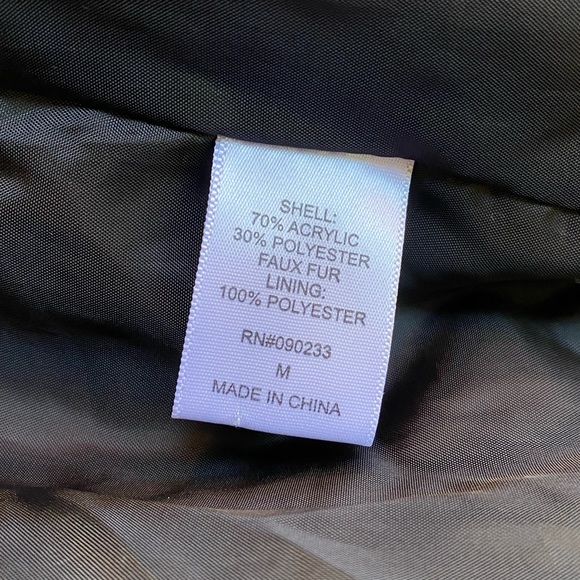 SHELL:
70% ACRYLIC
30% POLYESTER
FAUX FUR
LINING:
100% POLYESTER
RN#090233
M
MADE IN CHINA